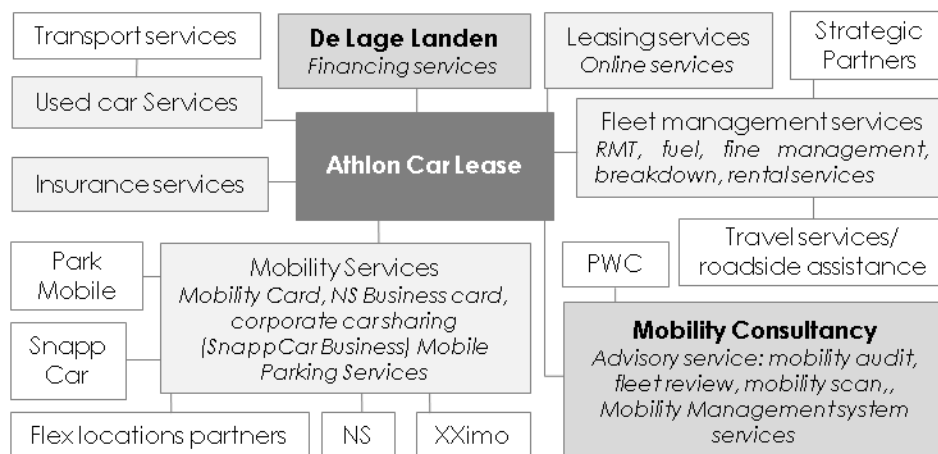 Transport services
De Lage Landen
Financing services
Leasing services
Online services
Strategic
Partners
Used car Services
Athlon Car Lease
Fleet management services
RMT, fuel, fine management,
breakdown, rental services
Insurance services
Travel services/
roadside assistance
Park
Mobile
Mobility Services
Mobility Card, NS Business card,
corporate car sharing
(SnappCar Business) Mobile
Parking Services
PWC
Snapp
Car
Mobility Consultancy
Advisory service: mobility audit,
fleet review, mobility scan,,
Mobility Management system
services
Flex locations partners
NS
XXimo